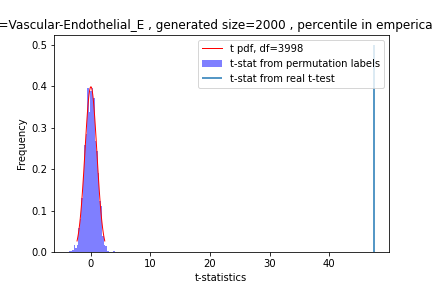 =Vascular-Endothelial_E , generated size=2000 , percentile in emperica
t pdf, df=3998
t-stat from permutation labels
t-stat from real t-test
0.5
0.4
0.3
0.2
0.1
0.0
Frequency
0 10 20 30 40
t-statistics